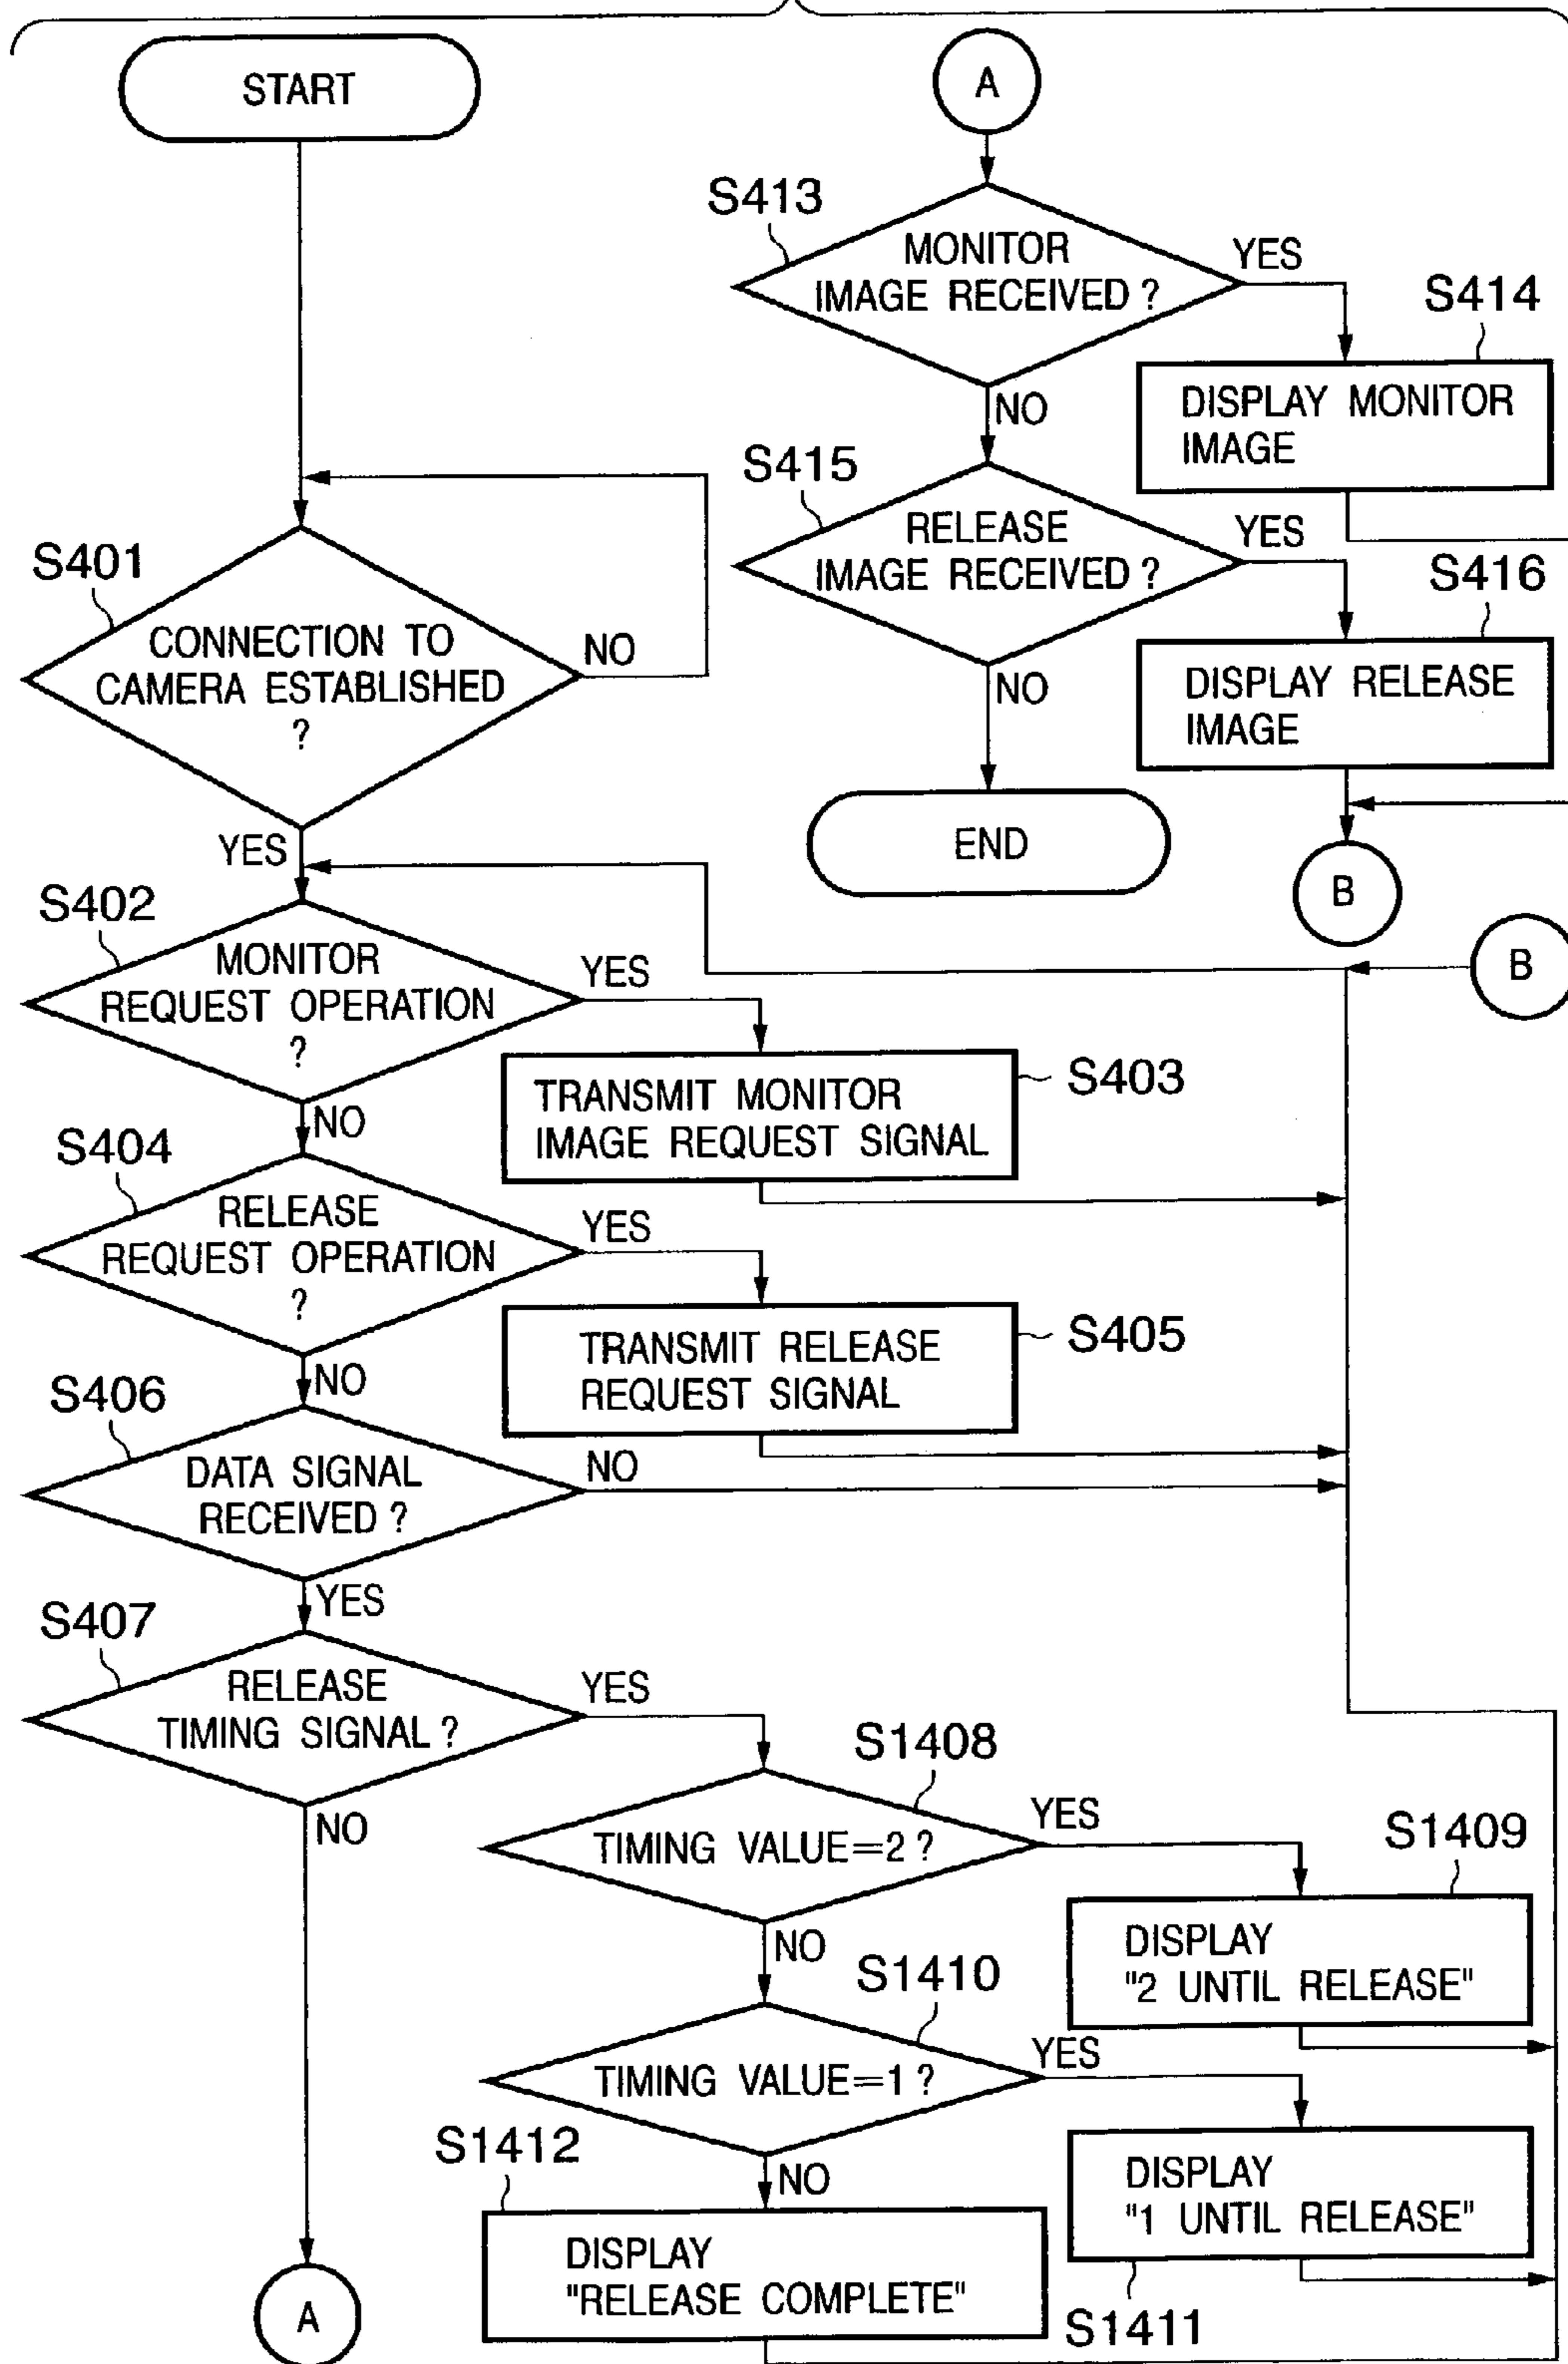 START
S401
CONNECTION TO
CAMERA ESTABLISHED
?
NO
YES
S402
MONITOR
REQUEST OPERATION
?
YES
NO
TRANSMIT MONITOR
IMAGE REQUEST SIGNAL
S403
S404
RELEASE
REQUEST OPERATION
?
YES
NO
TRANSMIT RELEASE
REQUEST SIGNAL
S405
S406
DATA SIGNAL
RECEIVED ?
NO
YES
S407
RELEASE
TIMING SIGNAL ?
YES
NO
A
S1408
TIMING VALUE=2 ?
YES
NO
S1409
DISPLAY
"2 UNTIL RELEASE"
S1410
TIMING VALUE=1 ?
YES
NO
DISPLAY
"1 UNTIL RELEASE"
S1411
S1412
DISPLAY
"RELEASE COMPLETE"
A
S413
MONITOR
IMAGE RECEIVED ?
YES
NO
S414
DISPLAY MONITOR
IMAGE
S415
RELEASE
IMAGE RECEIVED ?
YES
NO
S416
DISPLAY RELEASE
IMAGE
END
B
B